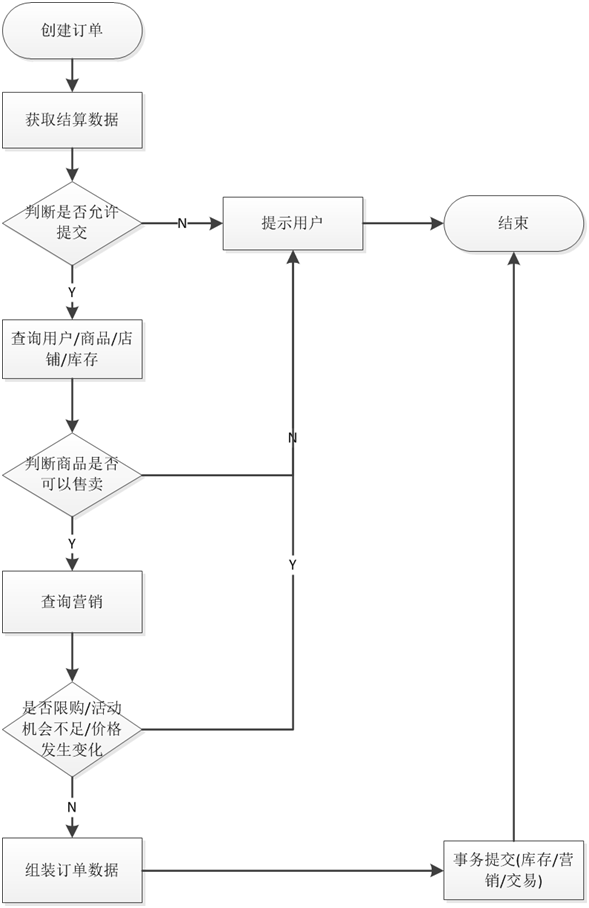 创建订单
获取结算数据
判断是否允许
提交
N
提示用户
结束
Y
查询用户/商品/店
铺/库存
N
判断商品是否
可以售卖
Y
Y
查询营销
是否限购/活动
机会不足/价格
发生变化
N
组装订单数据
事务提交(库存/营
销/交易)